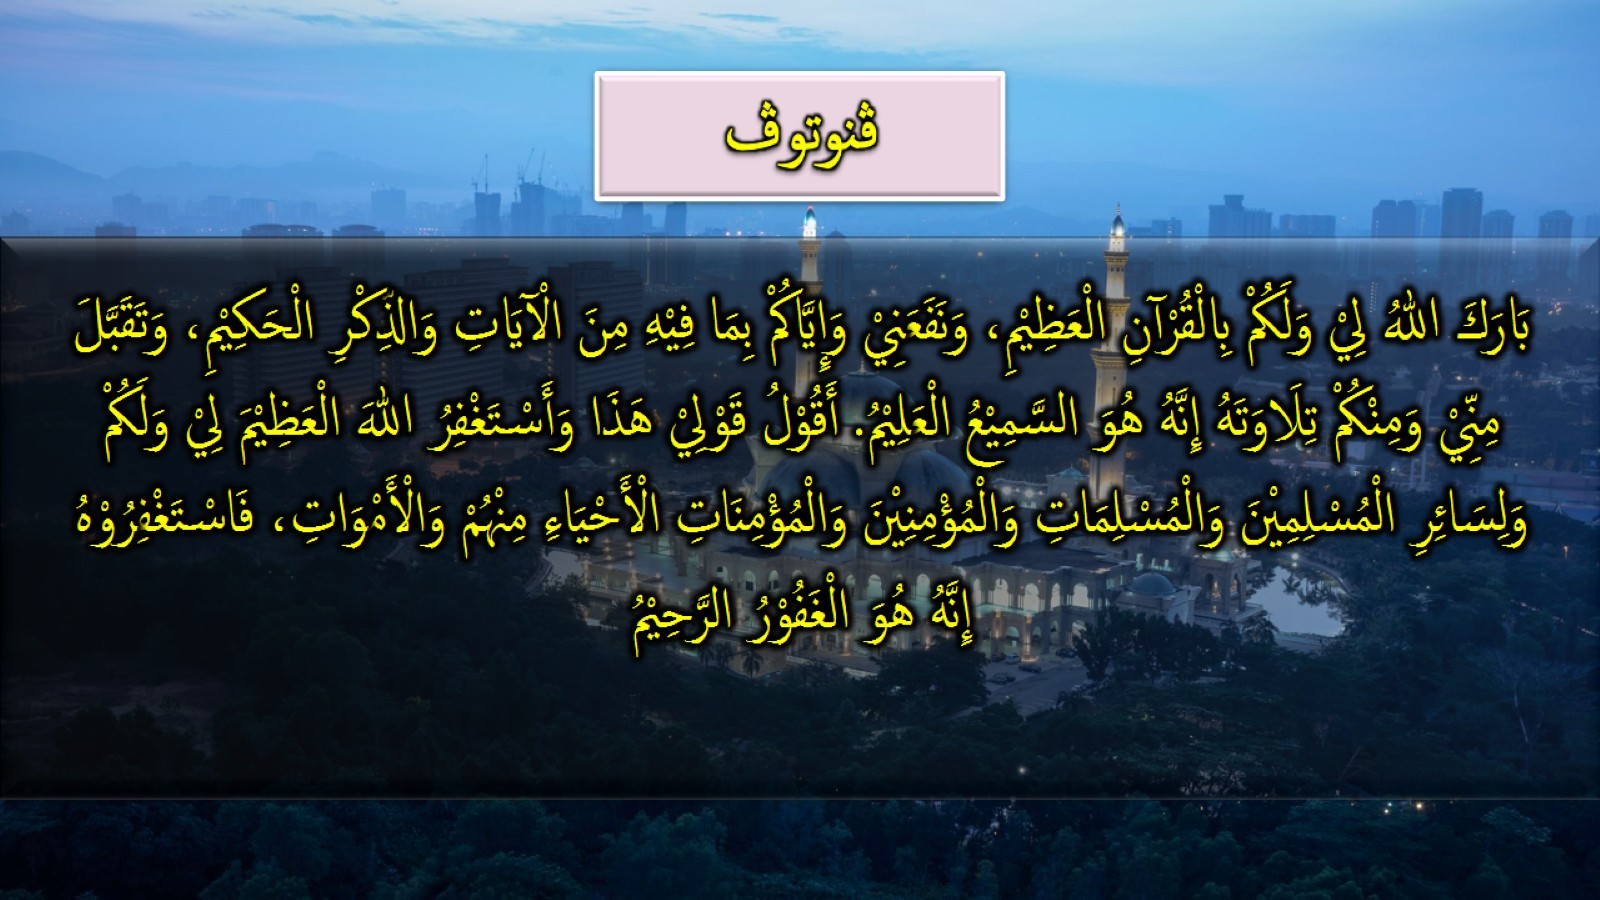 ڤنوتوڤ
بَارَكَ اللهُ لِيْ وَلَكُمْ بِالْقُرْآنِ الْعَظِيْمِ، وَنَفَعَنِيْ وَإِيَّاكُمْ بِمَا فِيْهِ مِنَ الْآيَاتِ وَالذِّكْرِ الْحَكِيْمِ، وَتَقَبَّلَ
مِنِّيْ وَمِنْكُمْ تِلَاوَتَهُ إِنَّهُ هُوَ السَّمِيْعُ الْعَلِيْمُ. أَقُوْلُ قَوْلِيْ هَذَا وَأَسْتَغْفِرُ اللهَ الْعَظِيْمَ لِيْ وَلَكُمْ
وَلِسَائِرِ الْمُسْلِمِيْنَ وَالْمُسْلِمَاتِ وَالْمُؤْمِنِيْنَ وَالْمُؤْمِنَاتِ الْأَحْيَاءِ مِنْهُمْ وَالْأَمْوَاتِ، فَاسْتَغْفِرُوْهُ
إِنَّهُ هُوَ الْغَفُوْرُ الرَّحِيْمُ